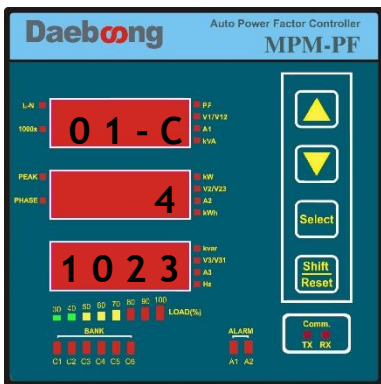 Daeboong
Auto Power Factor Controller
MPM-PF
L-N
1000x
01-C
P.F
V1/V12
A1
kVA
PEAK
PHASE
4
kW
V2/V23
A2
kWh
1023
kvar
V3/V31
A3
Hz
Select
Shift
Reset
30 40 50 60 70 80 90 100 LOAD(%)
BANK
C1 C2 C3 C4 C5 C6
ALARM
A1 A2
Comm.
TX RX